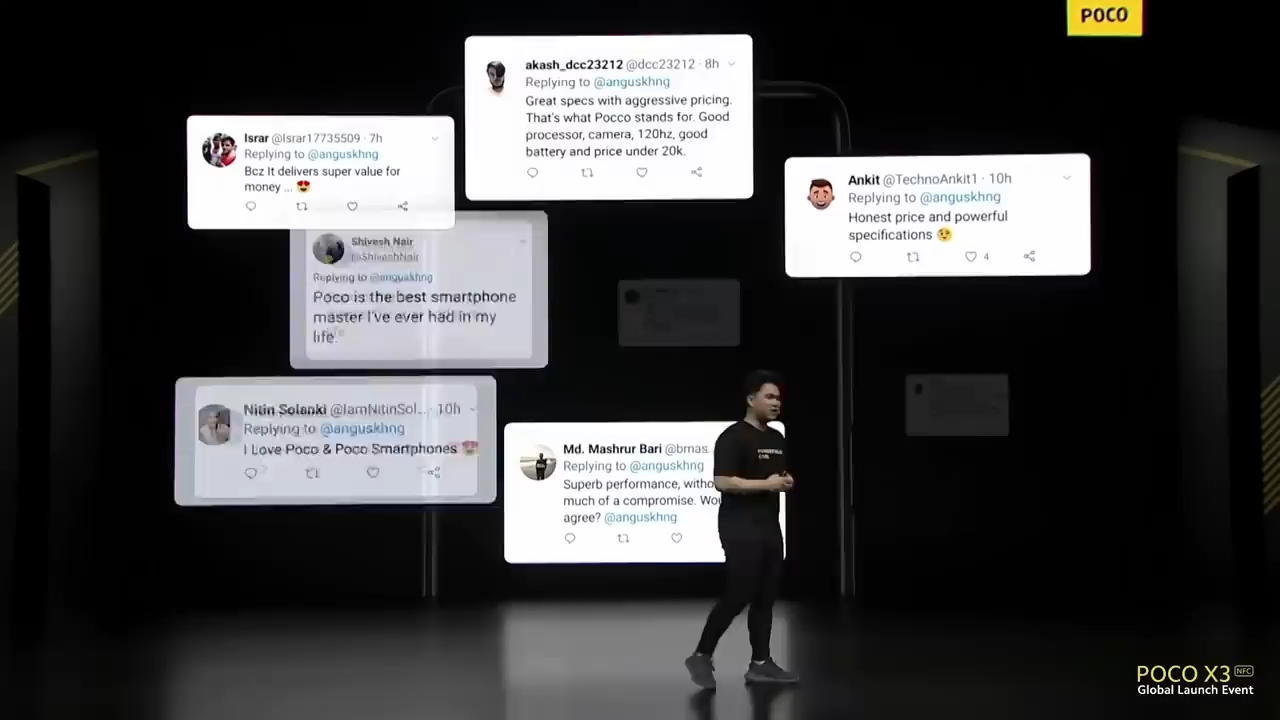 POCO
akash_dcc23212 @dcc23212 · 8h
Replying to @anguskhng
Great specs with aggressive pricing.
That's what Pocco stands for. Good
processor, camera, 120hz, good
battery and price under 20k.
Israr @Israr17735509 · 7h
Replying to @anguskhng
Bcz It delivers super value for
money ... 😍
Ankit @TechnoAnkit1 · 10h
Replying to @anguskhng
Honest price and powerful
specifications 😉
4
Shivesh Nair
@ShiveshNair
Replying to @anguskhng
Poco is the best smartphone
master I've ever had in my
life.
Nitin Solanki @IamNitinSol... · 10h
Replying to @anguskhng
I Love Poco & Poco Smartphones 😍
Md. Mashrur Bari @bmas
Replying to @anguskhng
Superb performance,
much of a compromise.
agree? @anguskhng
POCO X3 NFC
Global Launch Event